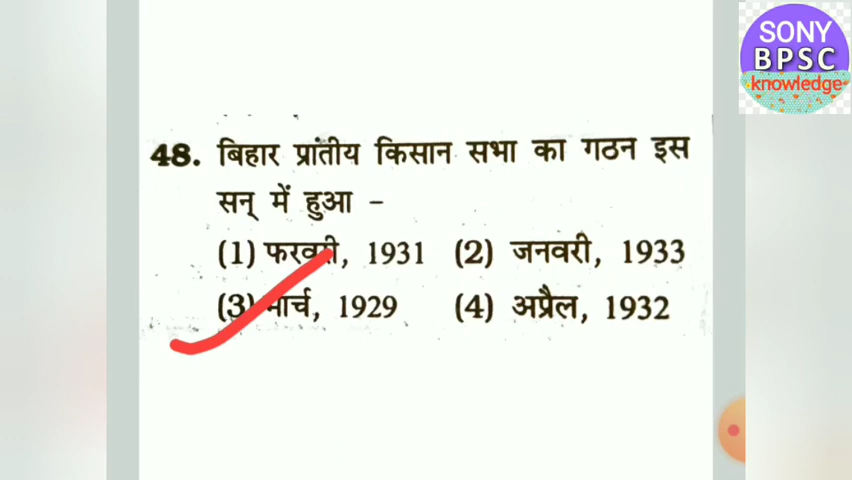 SONY
BPSC
knowledge
48. बिहार प्रांतीय किसान सभा का गठन इस
सन् में हुआ -
(1) फरवरी, 1931 (2) जनवरी, 1933
(3) मार्च, 1929 (4) अप्रैल, 1932